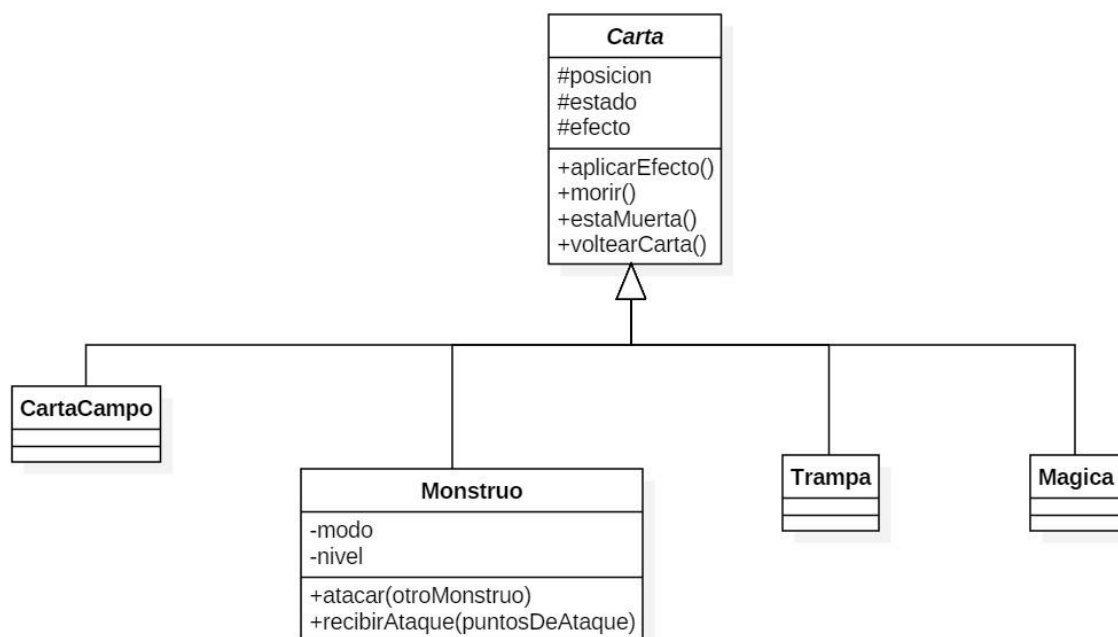 Carta
#posicion
#estado
#efecto
+aplicarEfecto()
+morir()
+estaMuerta()
+voltearCarta()
CartaCampo
Monstruo
-modo
-nivel
+atacar(otroMonstruo)
+recibirAtaque(puntosDeAtaque)
Trampa
Magica